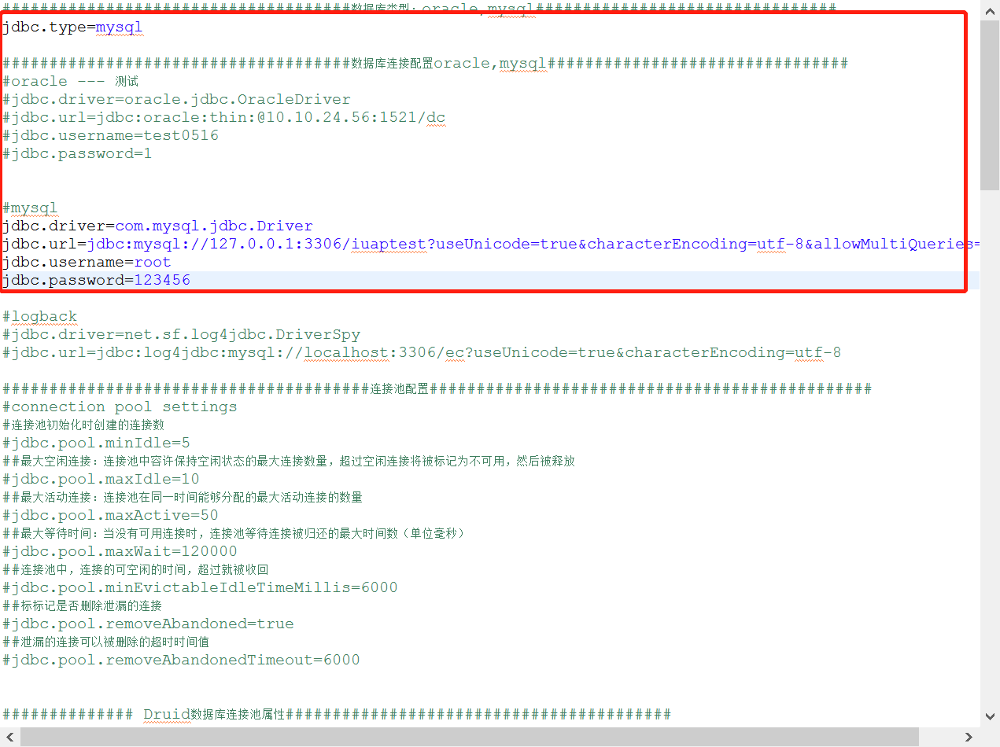 #####################################数据库类型：oracle,mysql################################
jdbc.type=mysql
#####################################数据库连接配置oracle,mysql################################
#oracle --- 测试
#jdbc.driver=oracle.jdbc.OracleDriver
#jdbc.url=jdbc:oracle:thin:@10.10.24.56:1521/dc
#jdbc.username=test0516
#jdbc.password=1
#mysql
jdbc.driver=com.mysql.jdbc.Driver
jdbc.url=jdbc:mysql://127.0.0.1:3306/iuaptest?useUnicode=true&characterEncoding=utf-8&allowMultiQueries=
jdbc.username=root
jdbc.password=123456
#logback
#jdbc.driver=net.sf.log4jdbc.DriverSpy
#jdbc.url=jdbc:log4jdbc:mysql://localhost:3306/ec?useUnicode=true&characterEncoding=utf-8
#######################################连接池配置###############################################
#connection pool settings
#连接池初始化时创建的连接数
#jdbc.pool.minIdle=5
##最大空闲连接：连接池中容许保持空闲状态的最大连接数量，超过空闲连接将被标记为不可用，然后被释放
#jdbc.pool.maxIdle=10
##最大活动连接：连接池在同一时间能够分配的最大活动连接的数量
#jdbc.pool.maxActive=50
##最大等待时间：当没有可用连接时，连接池等待连接被归还的最大时间数（单位毫秒）
#jdbc.pool.maxWait=120000
##连接池中，连接的可空闲的时间，超过就被收回
#jdbc.pool.minEvictableIdleTimeMillis=6000
##标标记是否删除泄漏的连接
#jdbc.pool.removeAbandoned=true
##泄漏的连接可以被删除的超时时间值
#jdbc.pool.removeAbandonedTimeout=6000
############## Druid数据库连接池属性#########################################